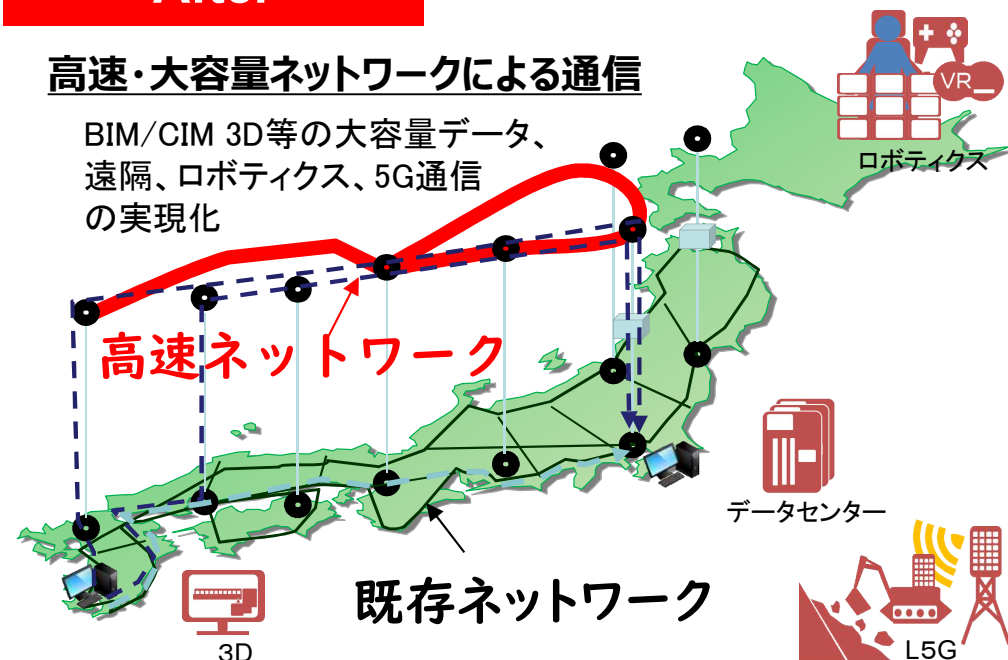 After
高速・大容量ネットワークによる通信
BIM/CIM 3D等の大容量データ、
遠隔、ロボティクス、5G通信
の実現化
VR
ロボティクス
高速ネットワーク
データセンター
既存ネットワーク
3D
L5G